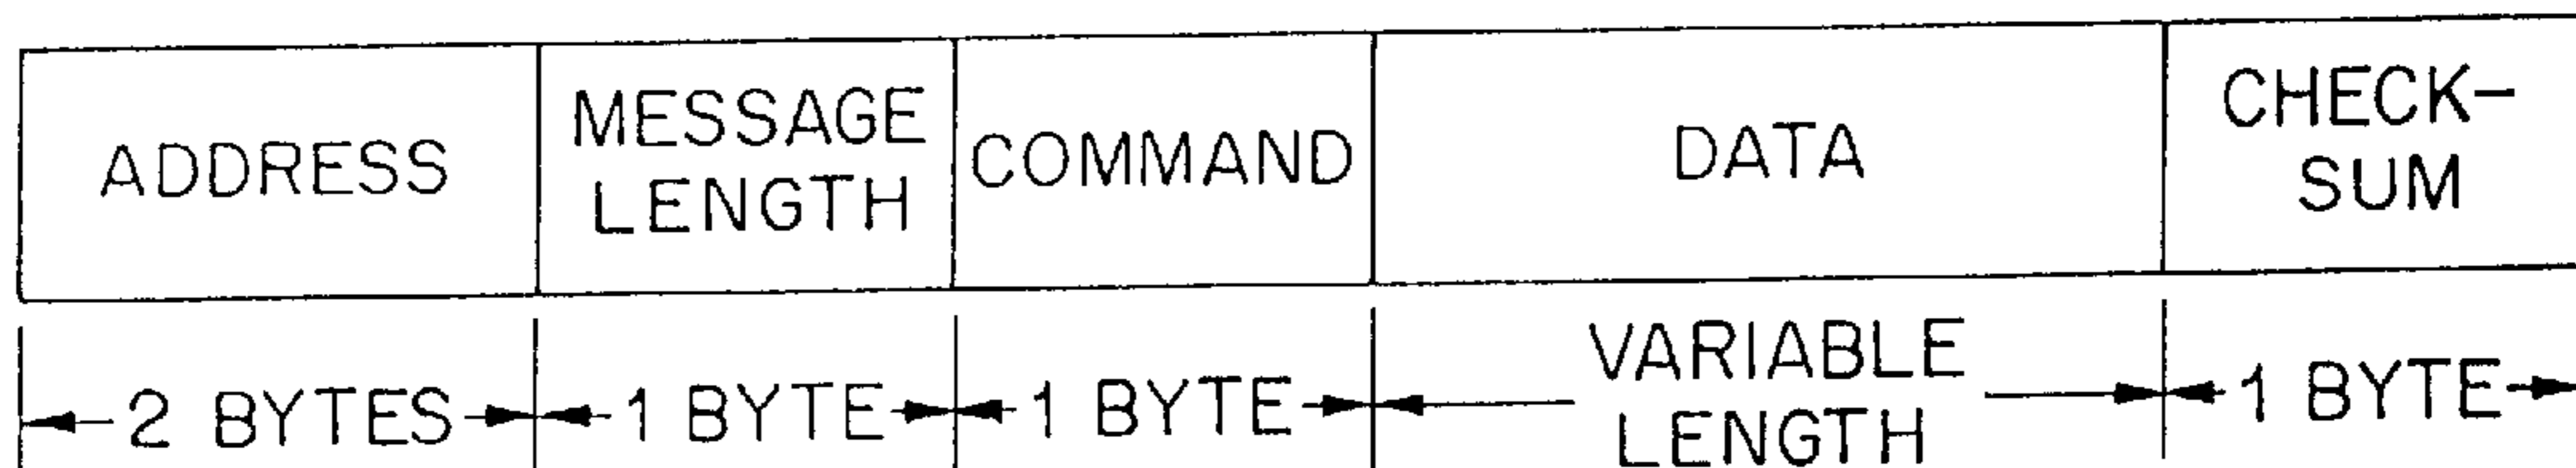 ADDRESS
MESSAGE
LENGTH
COMMAND
DATA
CHECK-
SUM
2 BYTES
1 BYTE
1 BYTE
VARIABLE
LENGTH
1 BYTE